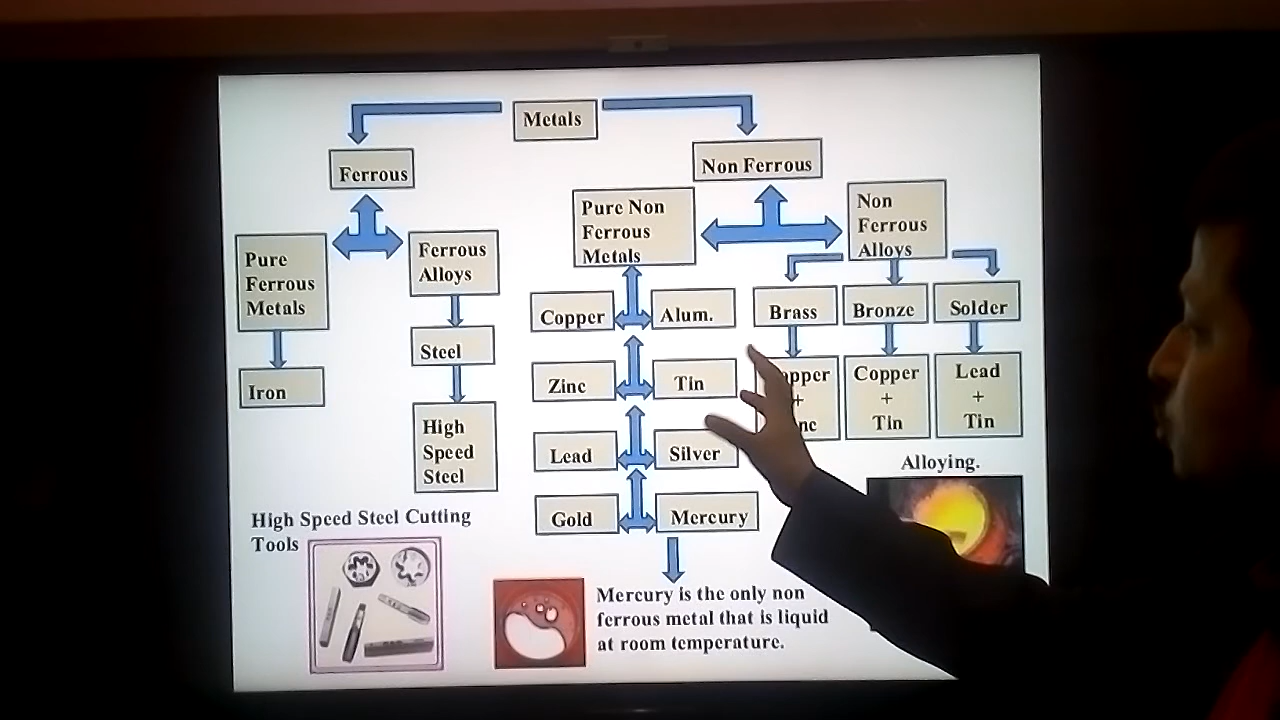 Metals
Ferrous
Non Ferrous
Pure
Ferrous
Metals
Iron
Ferrous
Alloys
Steel
High
Speed
Steel
Pure Non
Ferrous
Metals
Copper
Alum.
Zinc
Tin
Lead
Silver
Gold
Mercury
Non
Ferrous
Alloys
Brass
Bronze
Solder
+
Copper
+
Tin
Lead
+
Tin
Alloying.
High Speed Steel Cutting
Tools
Mercury is the only non
ferrous metal that is liquid
at room temperature.